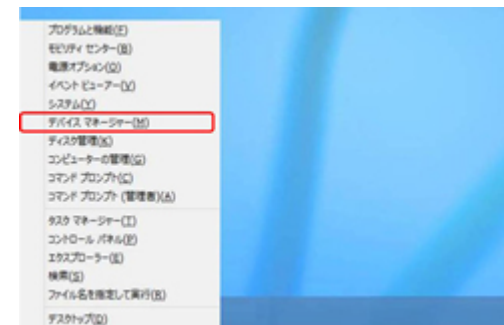 プログラムと機能(F)
モビリティ センター(B)
電源オプション(O)
イベント ビューアー(V)
システム(Y)
デバイス マネージャー(M)
ディスク管理(K)
コンピューターの管理(G)
コマンド プロンプト(C)
コマンド プロンプト (管理者)(A)
タスク マネージャー(T)
コントロール パネル(P)
エクスプローラー(E)
検索(S)
ファイル名を指定して実行(R)
デスクトップ(D)